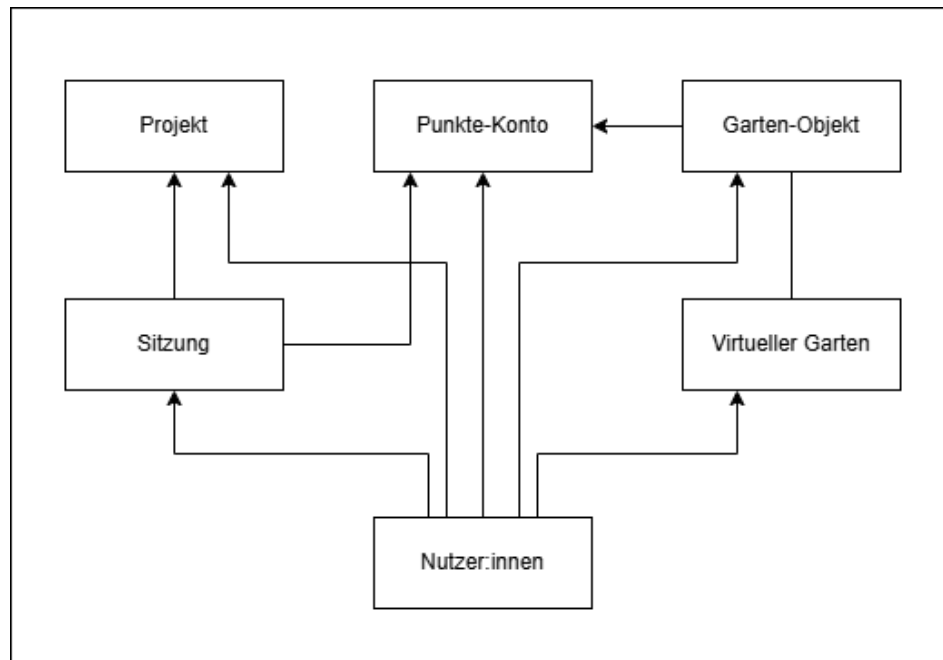 Projekt
Punkte-Konto
Garten-Objekt
Sitzung
Virtueller Garten
Nutzer:innen